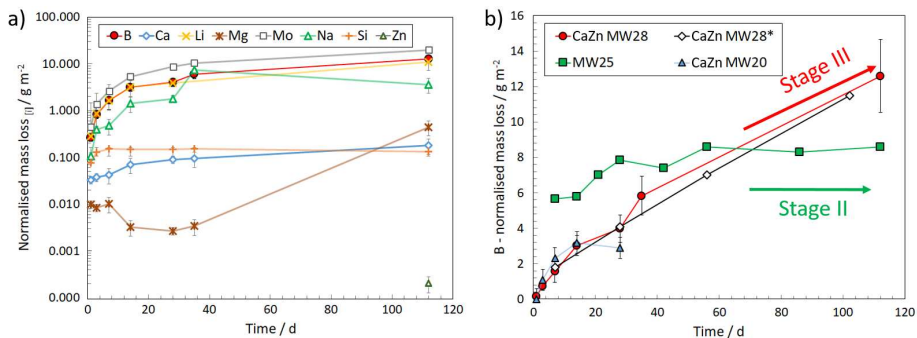 a)
B Ca Li Mg Mo Na Si Zn
Normalised mass loss [i] / g m-2
100.000
10.000
1.000
0.100
0.010
0.001
0.000
0 20 40 60 80 100 120
Time / d
b)
CaZn MW28 CaZn MW28*
MW25 CaZn MW20
B - normalised mass loss / g m-2
16
14
12
10
8
6
4
2
0
Stage III
Stage II
0 20 40 60 80 100 120
Time / d